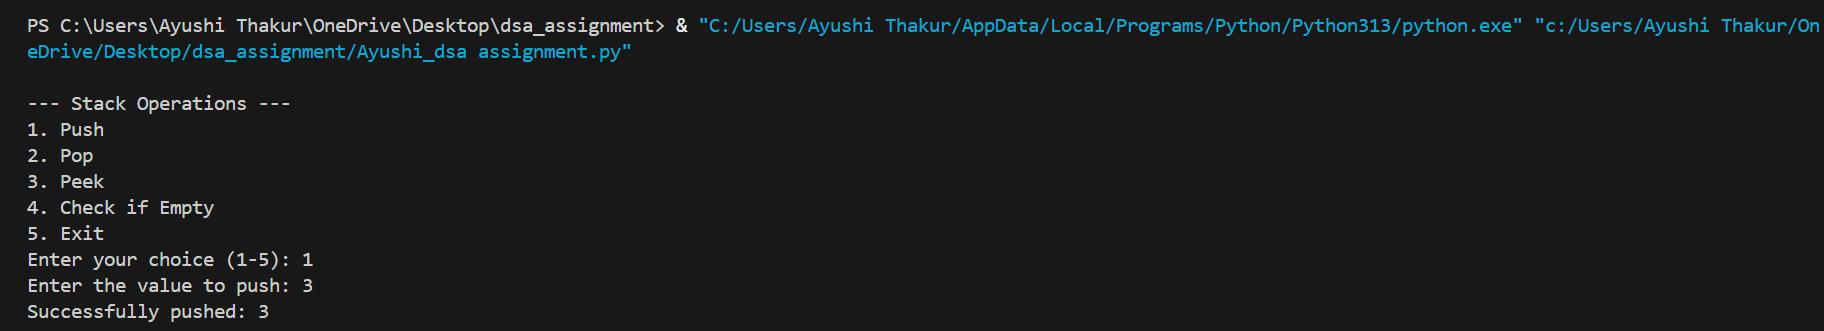 PS C:\Users\Ayushi Thakur\OneDrive\Desktop\dsa_assignment> & "C:/Users/Ayushi Thakur/AppData/Local/Programs/Python/Python313/python.exe" "c:/Users/Ayushi Thakur/On
eDrive/Desktop/dsa_assignment/Ayushi_dsa assignment.py"
--- Stack Operations ---
1. Push
2. Pop
3. Peek
4. Check if Empty
5. Exit
Enter your choice (1-5): 1
Enter the value to push: 3
Successfully pushed: 3